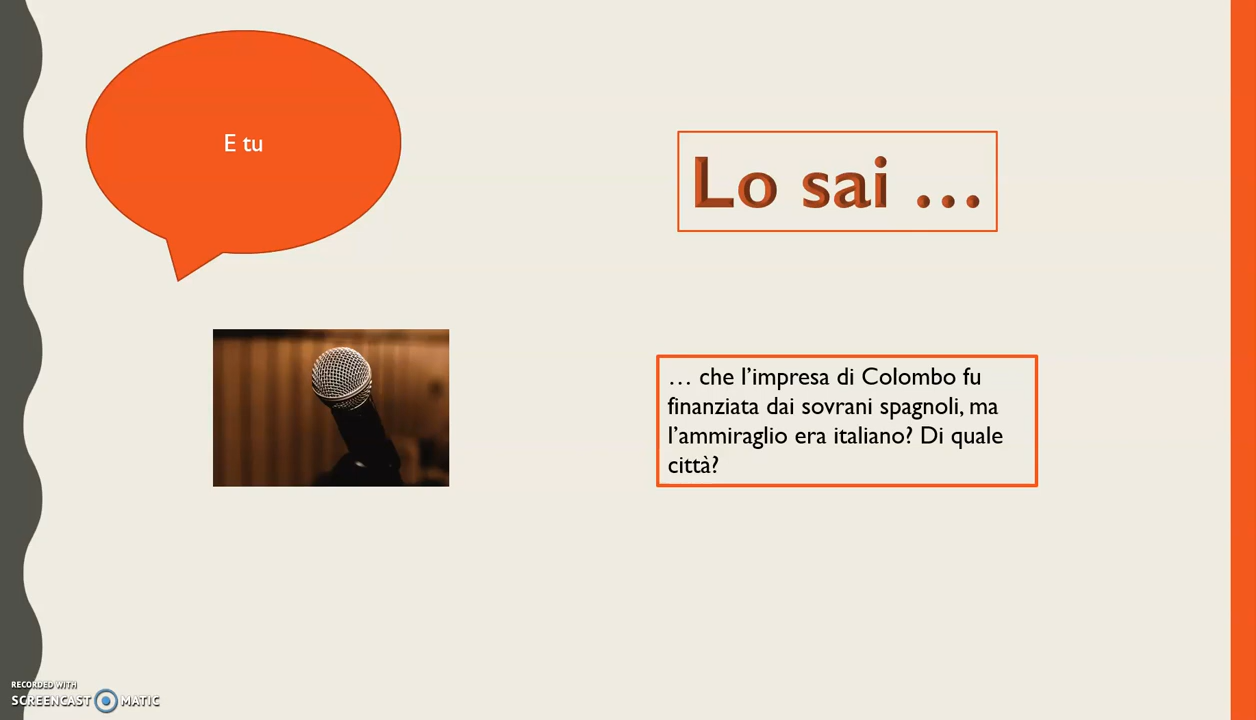 E tu
Lo sai ...
... che l’impresa di Colombo fu
finanziata dai sovrani spagnoli, ma
l’ammiraglio era italiano? Di quale
città?
RECORDED WITH
SCREENCAST MATIC